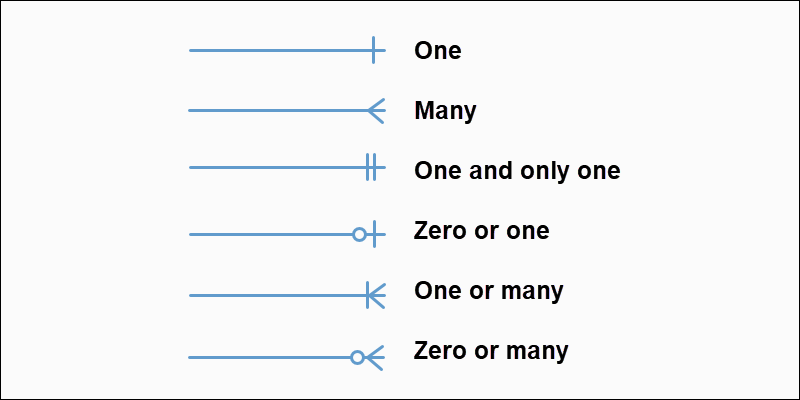 One
Many
One and only one
Zero or one
One or many
Zero or many